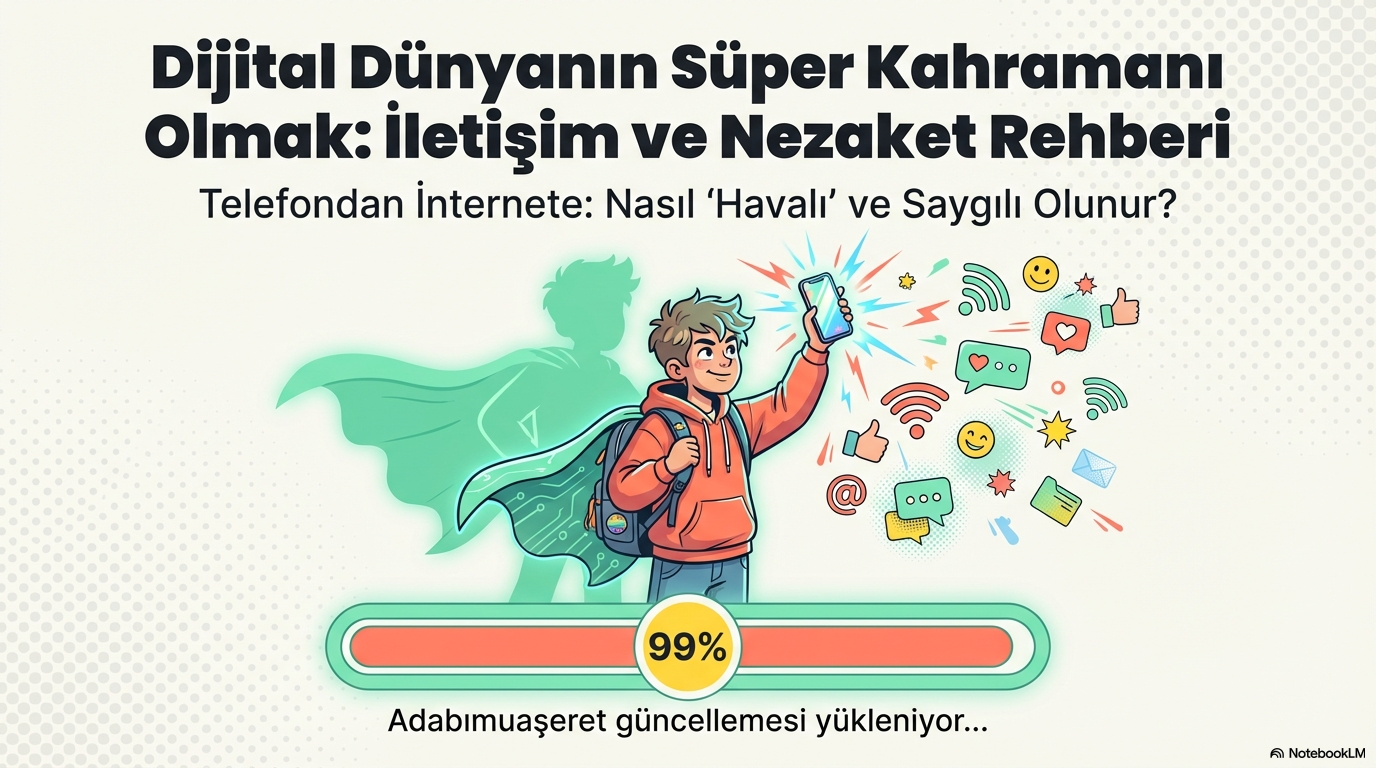 Dijital Dünyanın Süper Kahramanı
Olmak: İletişim ve Nezaket Rehberi
Telefondan İnternete: Nasıl ‘Havalı’ ve Saygılı Olunur?
@
99%
Adabımuaşeret güncellemesi yükleniyor...
NotebookLM